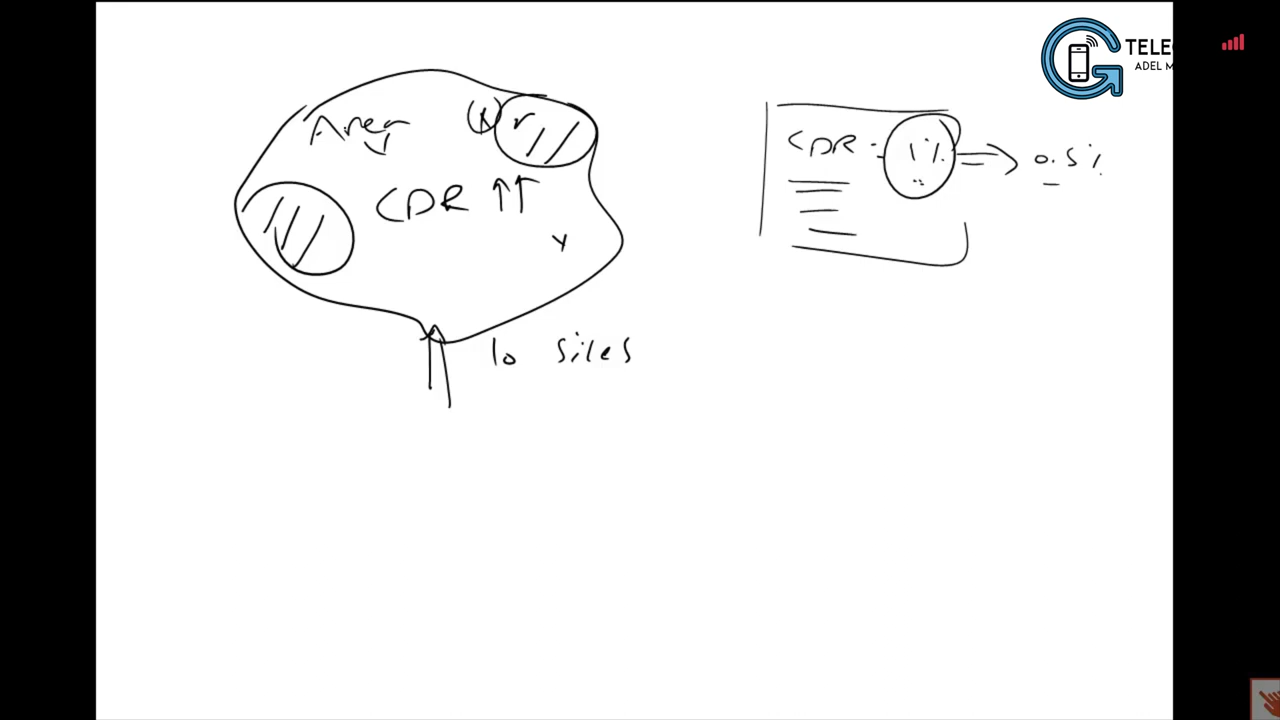 TELE
ADEL M
Area
CDR ↑↑
x
10 sites
CDR = 1% ⇒ 0.5%